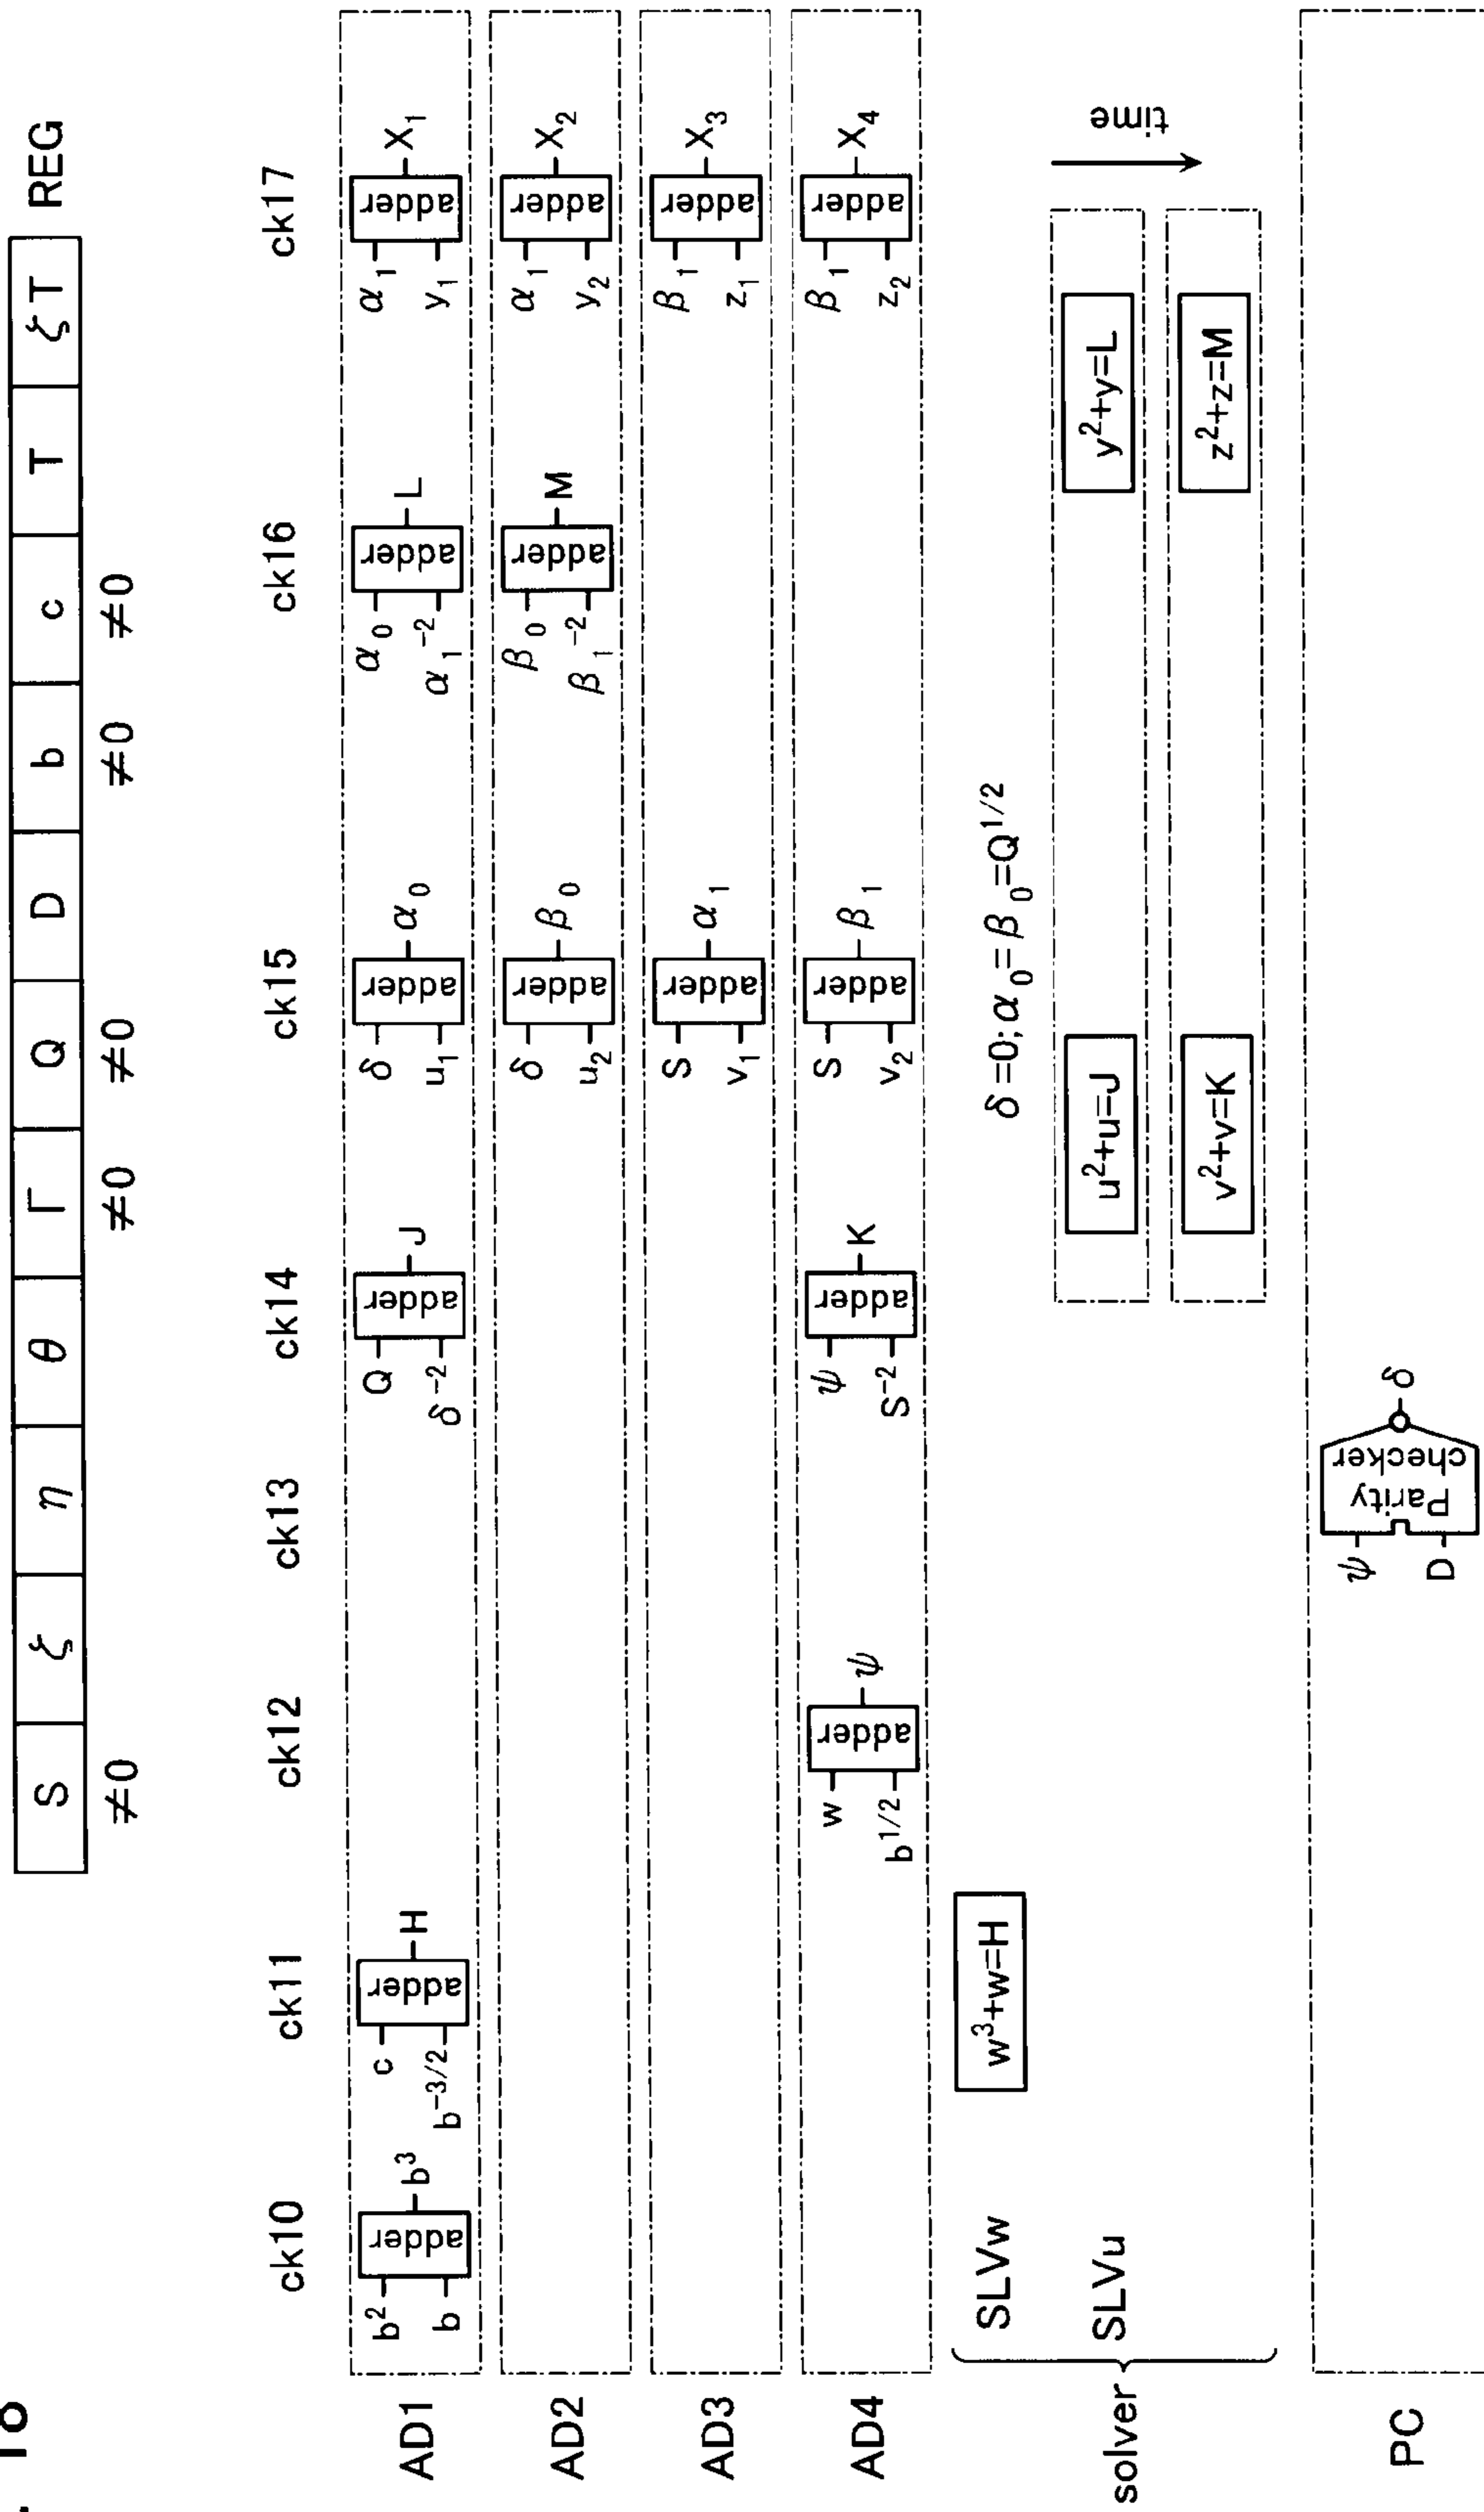 S ξ η θ Γ Q D b c T ζT REG
≠0 ≠0 ≠0 ≠0 ≠0
ck10 ck11 ck12 ck13 ck14 ck15 ck16 ck17
AD1
b² b adder b³
c b⁻³/² adder H
Q δ⁻² adder J
δ u₁ adder α₀
α₀ α₁⁻² adder L
α₁ y₁ adder X₁
AD2
δ u₂ adder β₀
β₀ β₁⁻² adder M
α₁ y₂ adder X₂
AD3
S v₁ adder α₁
β₁ z₁ adder X₃
AD4
w b¹/² adder ψ
ψ S⁻² adder K
S v₂ adder β₁
β₁ z₂ adder X₄
solver
SLVw
w³+w=H
δ=0;α₀=β₀=Q¹/²
SLVu
u²+u=J
y²+y=L
v²+v=K
z²+z=M
time
PC
ψ D Parity checker δ